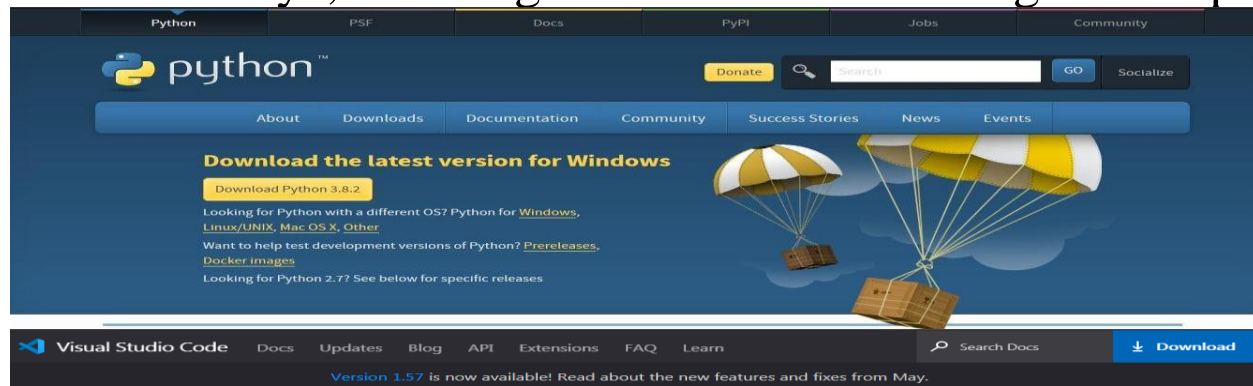 Python PSF Docs PyPI Jobs Community
python™
Donate Search GO Socialize
About Downloads Documentation Community Success Stories News Events
Download the latest version for Windows
Download Python 3.8.2
Looking for Python with a different OS? Python for Windows,
Linux/UNIX, Mac OS X, Other
Want to help test development versions of Python? Prereleases,
Docker images
Looking for Python 2.7? See below for specific releases
Visual Studio Code Docs Updates Blog API Extensions FAQ Learn Search Docs Download
Version 1.57 is now available! Read about the new features and fixes from May.